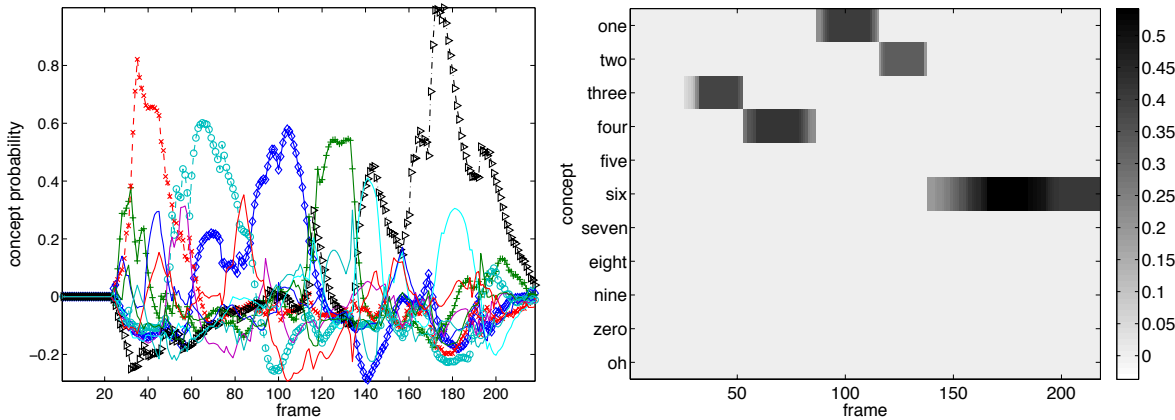 concept probability
0.8
0.6
0.4
0.2
0
−0.2
0 20 40 60 80 100 120 140 160 180 200
frame
concept
one
two
three
four
five
six
seven
eight
nine
zero
oh
50 100 150 200
frame
0.5
0.45
0.4
0.35
0.3
0.25
0.2
0.15
0.1
0.05
0